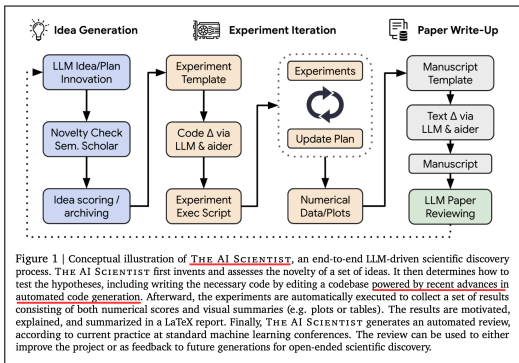 Idea Generation
Experiment Iteration
Paper Write-Up
LLM Idea/Plan
Innovation
Novelty Check
Sem. Scholar
Idea scoring /
archiving
Experiment
Template
Code Δ via
LLM & aider
Experiment
Exec Script
Experiments
Update Plan
Numerical
Data/Plots
Manuscript
Template
Text Δ via
LLM & aider
Manuscript
LLM Paper
Reviewing
Figure 1 | Conceptual illustration of THE AI SCIENTIST, an end-to-end LLM-driven scientific discovery
process. THE AI SCIENTIST first invents and assesses the novelty of a set of ideas. It then determines how to
test the hypotheses, including writing the necessary code by editing a codebase powered by recent advances in
automated code generation. Afterward, the experiments are automatically executed to collect a set of results
consisting of both numerical scores and visual summaries (e.g. plots or tables). The results are motivated,
explained, and summarized in a LaTeX report. Finally, THE AI SCIENTIST generates an automated review,
according to current practice at standard machine learning conferences. The review can be used to either
improve the project or as feedback to future generations for open-ended scientific discovery.